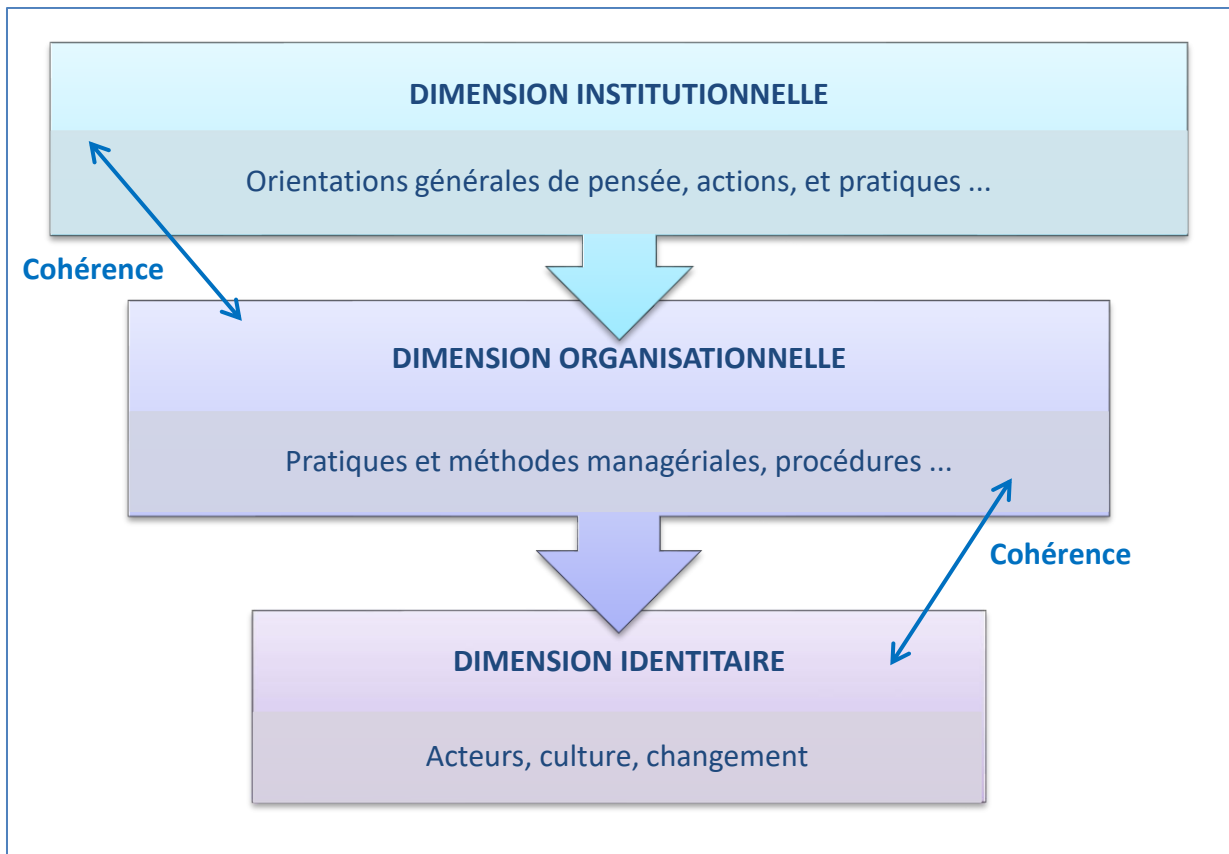 DIMENSION INSTITUTIONNELLE
Orientations générales de pensée, actions, et pratiques ...
Cohérence
DIMENSION ORGANISATIONNELLE
Pratiques et méthodes managériales, procédures ...
Cohérence
DIMENSION IDENTITAIRE
Acteurs, culture, changement